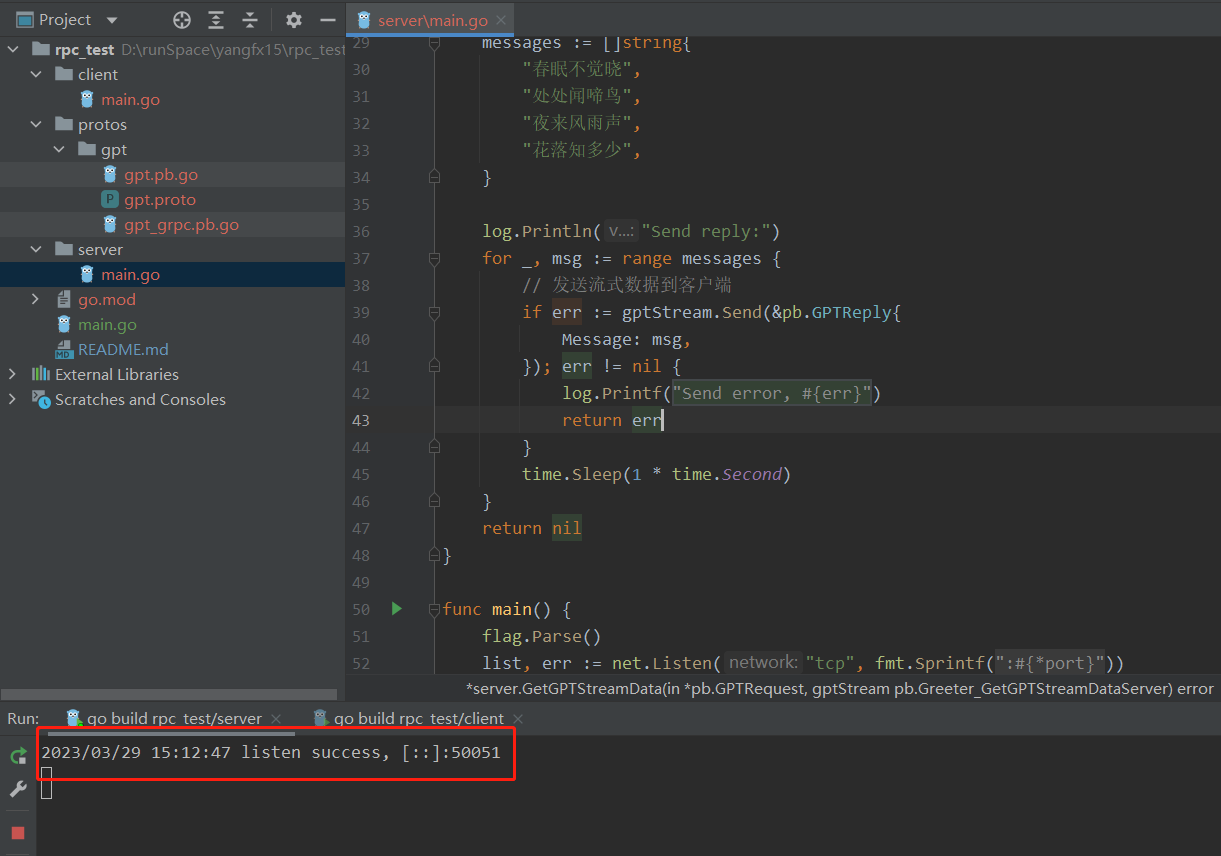 Project
server\main.go
rpc_test D:\runSpace\yangfx15\rpc_test
client
main.go
protos
gpt
gpt.pb.go
P gpt.proto
gpt_grpc.pb.go
server
main.go
go.mod
main.go
MD README.md
External Libraries
Scratches and Consoles
29 messages := []string{
30 "春眠不觉晓",
31 "处处闻啼鸟",
32 "夜来风雨声",
33 "花落知多少",
34 }
35
36 log.Println( v...: "Send reply:")
37 for _, msg := range messages {
38 // 发送流式数据到客户端
39 if err := gptStream.Send(&pb.GPTReply{
40 Message: msg,
41 }); err != nil {
42 log.Printf("Send error, #{err}")
43 return err
44 }
45 time.Sleep(1 * time.Second)
46 }
47 return nil
48 }
49
50 func main() {
51 flag.Parse()
52 list, err := net.Listen( network: "tcp", fmt.Sprintf(":#{*port}"))
*server.GetGPTStreamData(in *pb.GPTRequest, gptStream pb.Greeter_GetGPTStreamDataServer) error
Run: go build rpc_test/server go build rpc_test/client
2023/03/29 15:12:47 listen success, [::]:50051